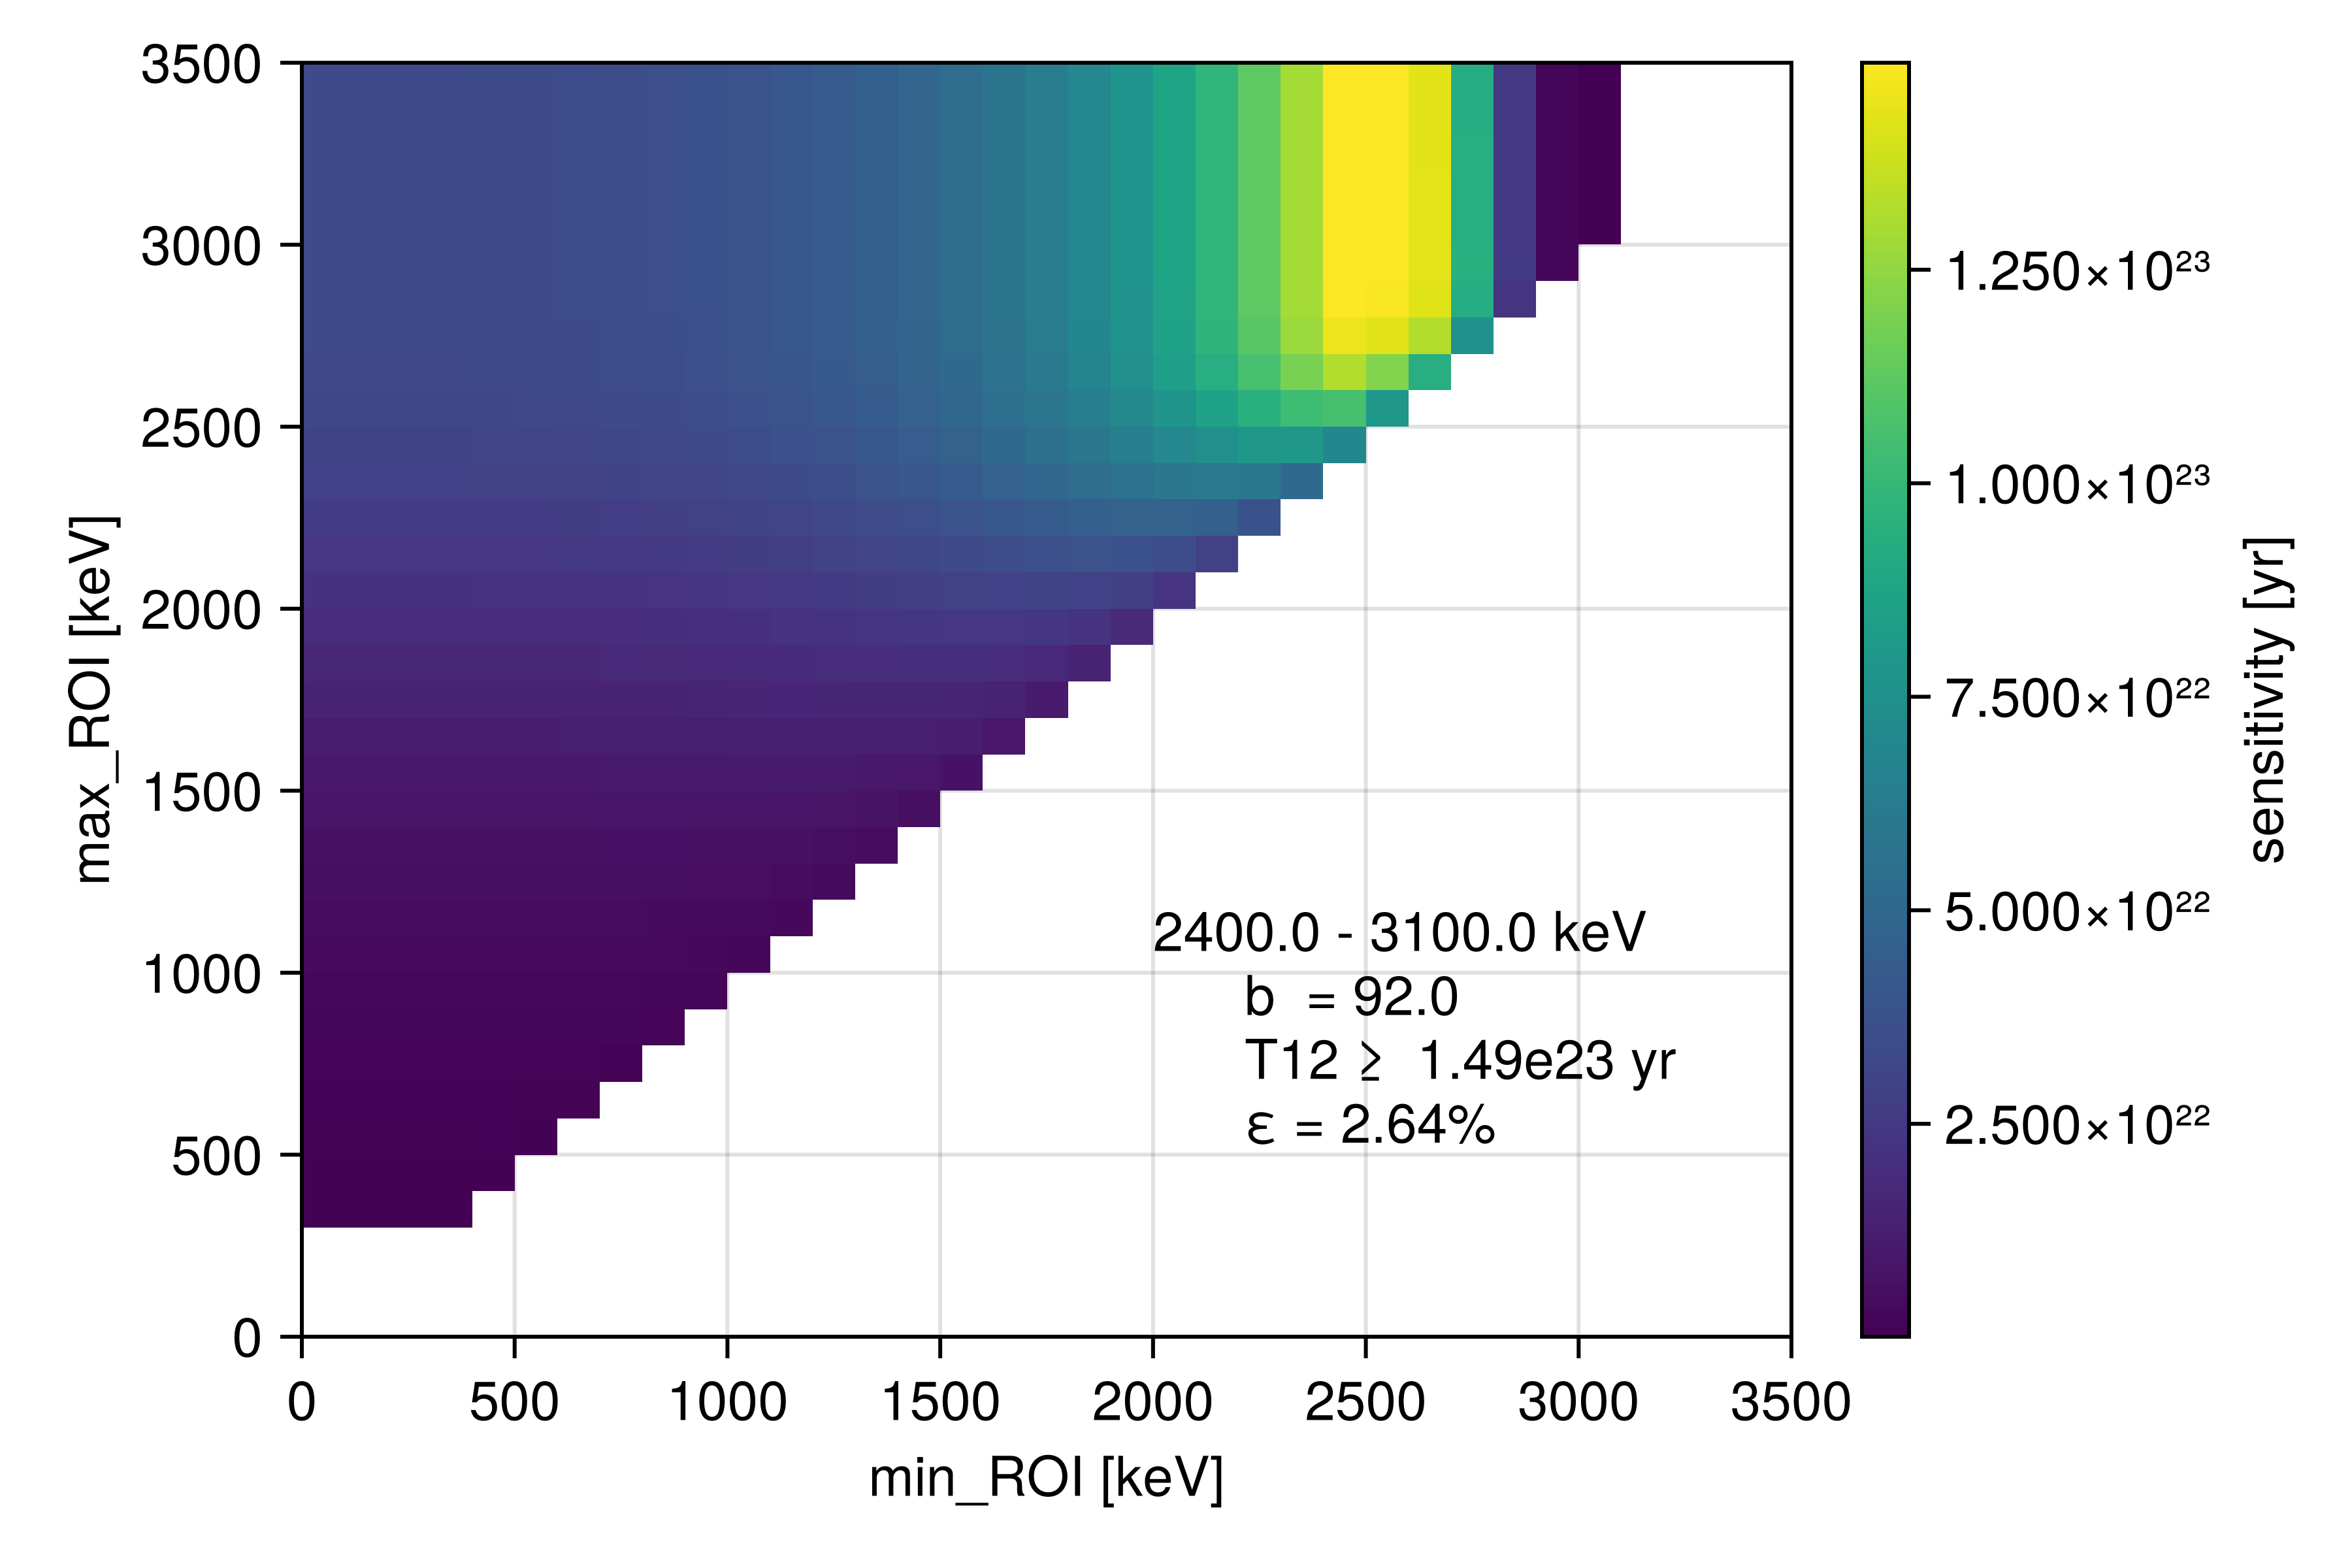 3500
3000
2500
2000
1500
1000
500
0
max_ROI [keV]
0 500 1000 1500 2000 2500 3000 3500
min_ROI [keV]
2400.0 - 3100.0 keV
b = 92.0
T12 ≥ 1.49e23 yr
ε = 2.64%
1.250×10²³
1.000×10²³
7.500×10²²
5.000×10²²
2.500×10²²
sensitivity [yr]